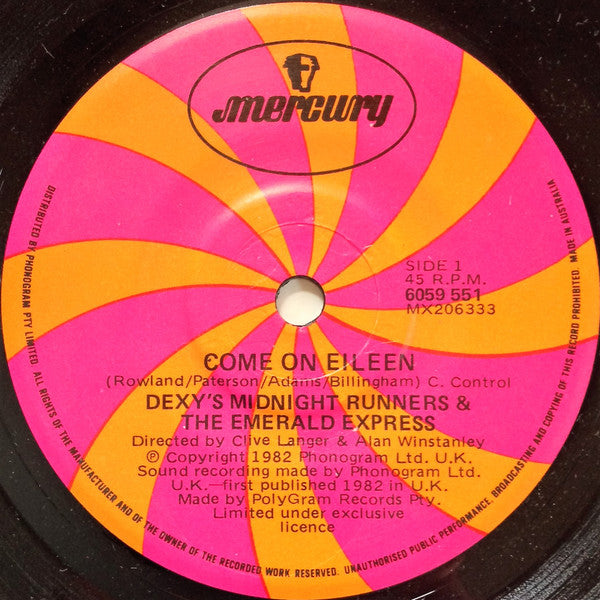 mercury
SIDE 1
45 R.P.M.
6059 551
MX206333
COME ON EILEEN
(Rowland/Paterson/Adams/Billingham) C. Control
DEXY'S MIDNIGHT RUNNERS &
THE EMERALD EXPRESS
Directed by Clive Langer & Alan Winstanley
℗ Copyright 1982 Phonogram Ltd. U.K.
Sound recording made by Phonogram Ltd.
U.K.—first published 1982 in U.K.
Made by PolyGram Records Pty.
Limited under exclusive
licence
DISTRIBUTED BY PHONOGRAM PTY LIMITED. ALL RIGHTS OF THE MANUFACTURER AND OF THE OWNER OF THE RECORDED WORK RESERVED. UNAUTHORISED PUBLIC PERFORMANCE, BROADCASTING AND COPYING OF THIS RECORD PROHIBITED. MADE IN AUSTRALIA